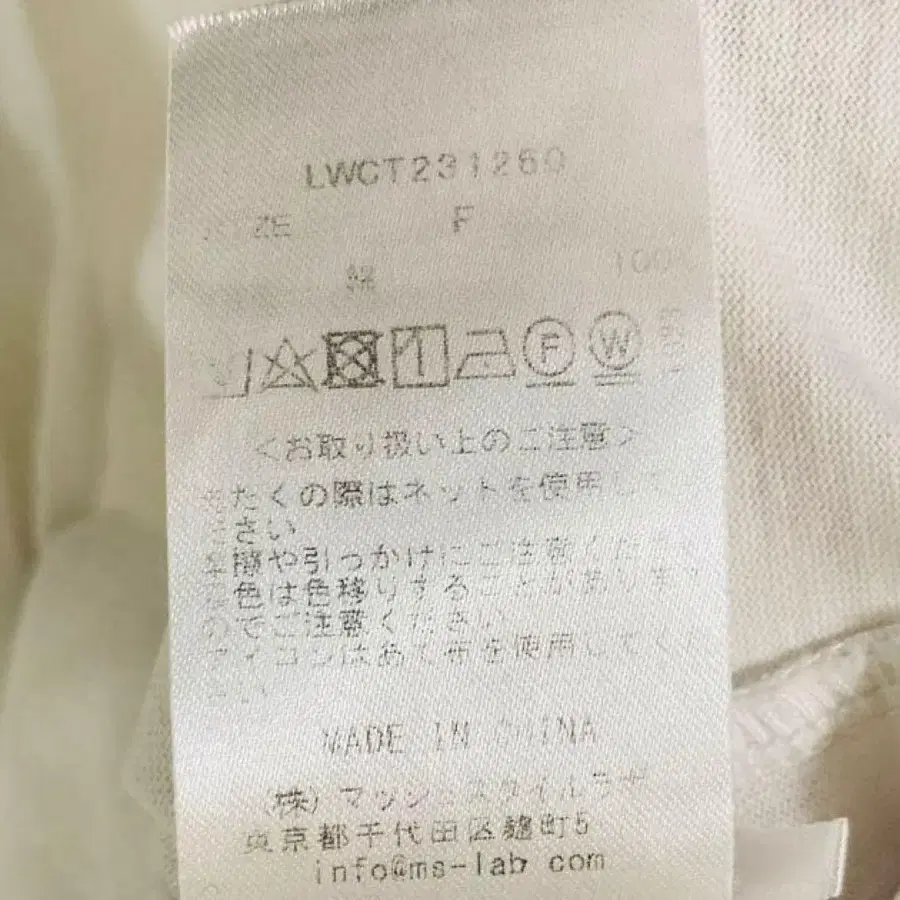 LWCT231260
SIZE F
綿 100%
F W
<お取り扱い上のご注意>
たくの際はネットを使用して
さい
摩擦や引っかけにご注意くださ
色は色移りすることがあります
のでご注意ください
アイロンはあて布を使用してくだ
さい
MADE IN CHINA
(株)マッシュスタイルラボ
東京都千代田区麹町5
info@ms-lab com